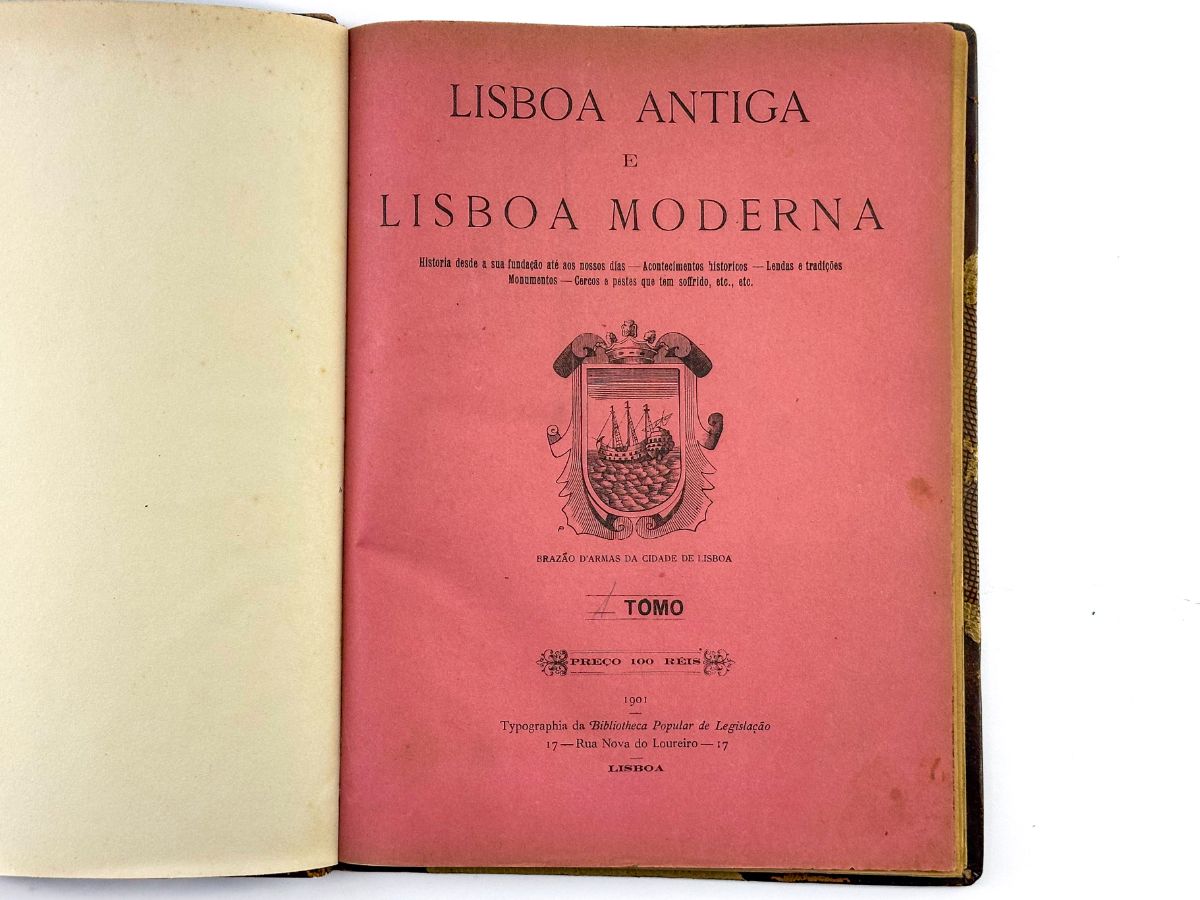 LISBOA ANTIGA
E
LISBOA MODERNA
Historia desde a sua fundação até aos nossos dias — Acontecimentos historicos — Lendas e tradições
Monumentos — Cercos e pestes que tem soffrido, etc., etc.
BRAZÃO D'ARMAS DA CIDADE DE LISBOA
TOMO
PREÇO 100 RÉIS
1901
Typographia da Bibliotheca Popular de Legislação
17 — Rua Nova do Loureiro — 17
LISBOA